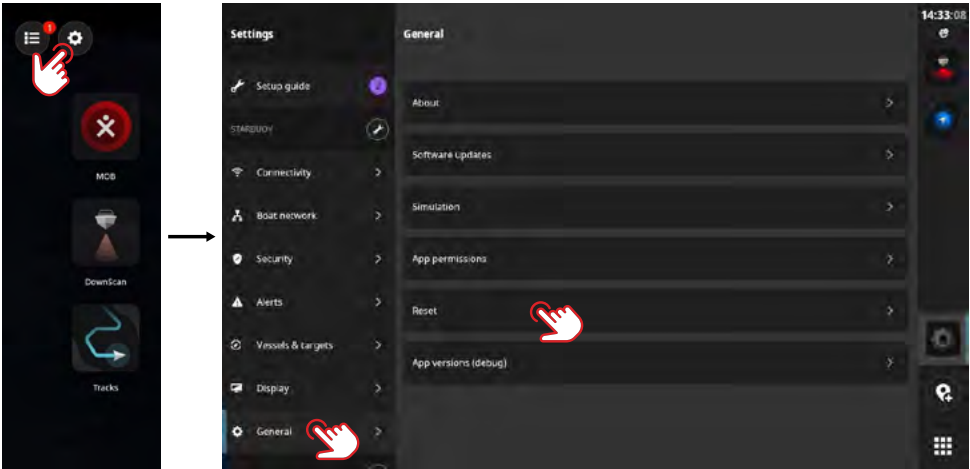 1
MOB
DownScan
Tracks
Settings
Setup guide
STARBUOY
Connectivity
Boat network
Security
Alerts
Vessels & targets
Display
General
General
About
Software updates
Simulation
App permissions
Reset
App versions (debug)
14:33:08